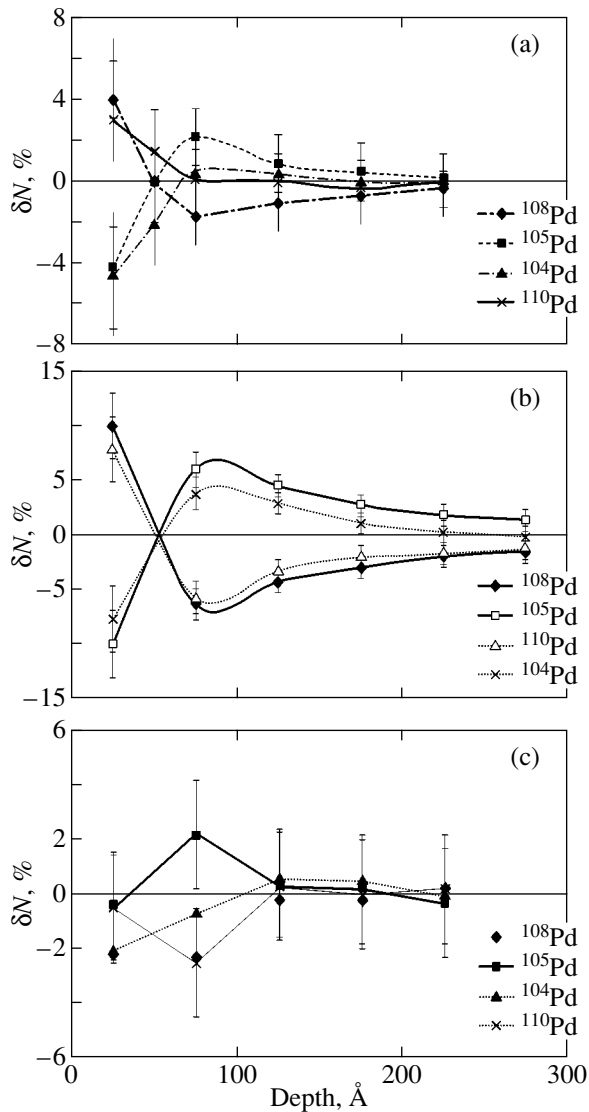 8
(a)
4
δN, %
0
−4
−8
¹⁰⁸Pd
¹⁰⁵Pd
¹⁰⁴Pd
¹¹⁰Pd
15
(b)
5
δN, %
0
−5
−15
¹⁰⁸Pd
¹⁰⁵Pd
¹¹⁰Pd
¹⁰⁴Pd
6
(c)
2
δN, %
0
−2
−6
¹⁰⁸Pd
¹⁰⁵Pd
¹⁰⁴Pd
¹¹⁰Pd
0 100 200 300
Depth, Å